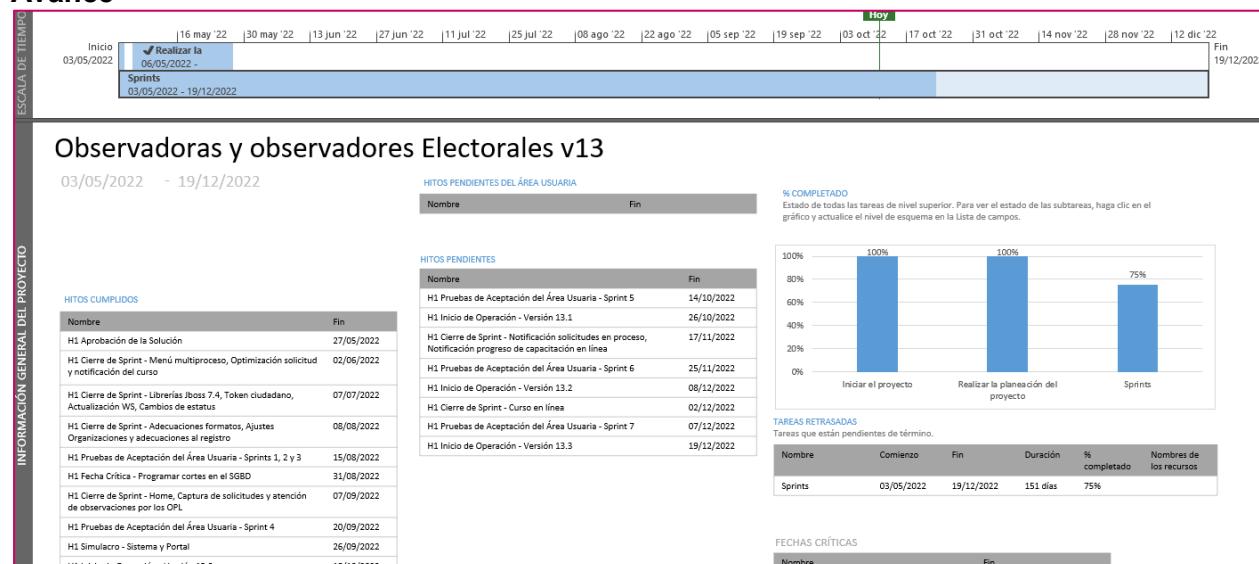 Avance
ESCALA DE TIEMPO
Hoy
16 may '22 30 may '22 13 jun '22 27 jun '22 11 jul '22 25 jul '22 08 ago '22 22 ago '22 05 sep '22 19 sep '22 03 oct '22 17 oct '22 31 oct '22 14 nov '22 28 nov '22 12 dic '22
Inicio
03/05/2022
Realizar la
06/05/2022 -
Fin
19/12/202
Sprints
03/05/2022 - 19/12/2022
INFORMACIÓN GENERAL DEL PROYECTO
Observadoras y observadores Electorales v13
03/05/2022 - 19/12/2022
HITOS CUMPLIDOS
Nombre Fin
H1 Aprobación de la Solución 27/05/2022
H1 Cierre de Sprint - Menú multiproceso, Optimización solicitud 02/06/2022
y notificación del curso
H1 Cierre de Sprint - Librerías Jboss 7.4, Token ciudadano, 07/07/2022
Actualización WS, Cambios de estatus
H1 Cierre de Sprint - Adecuaciones formatos, Ajustes 08/08/2022
Organizaciones y adecuaciones al registro
H1 Pruebas de Aceptación del Área Usuaria - Sprints 1, 2 y 3 15/08/2022
H1 Fecha Crítica - Programar cortes en el SGBD 31/08/2022
H1 Cierre de Sprint - Home, Captura de solicitudes y atención 07/09/2022
de observaciones por los OPL
H1 Pruebas de Aceptación del Área Usuaria - Sprint 4 20/09/2022
H1 Simulacro - Sistema y Portal 26/09/2022
HITOS PENDIENTES DEL ÁREA USUARIA
Nombre Fin
HITOS PENDIENTES
Nombre Fin
H1 Pruebas de Aceptación del Área Usuaria - Sprint 5 14/10/2022
H1 Inicio de Operación - Versión 13.1 26/10/2022
H1 Cierre de Sprint - Notificación solicitudes en proceso, 17/11/2022
Notificación progreso de capacitación en línea
H1 Pruebas de Aceptación del Área Usuaria - Sprint 6 25/11/2022
H1 Inicio de Operación - Versión 13.2 08/12/2022
H1 Cierre de Sprint - Curso en línea 02/12/2022
H1 Pruebas de Aceptación del Área Usuaria - Sprint 7 07/12/2022
H1 Inicio de Operación - Versión 13.3 19/12/2022
% COMPLETADO
Estado de todas las tareas de nivel superior. Para ver el estado de las subtareas, haga clic en el
gráfico y actualice el nivel de esquema en la Lista de campos.
100% 100% 100%
80% 75%
60%
40%
20%
0%
Iniciar el proyecto Realizar la planeación del Sprints
proyecto
TAREAS RETRASADAS
Tareas que están pendientes de término.
Nombre Comienzo Fin Duración % Nombres de
completado los recursos
Sprints 03/05/2022 19/12/2022 151 días 75%
FECHAS CRÍTICAS
Nombre Fin